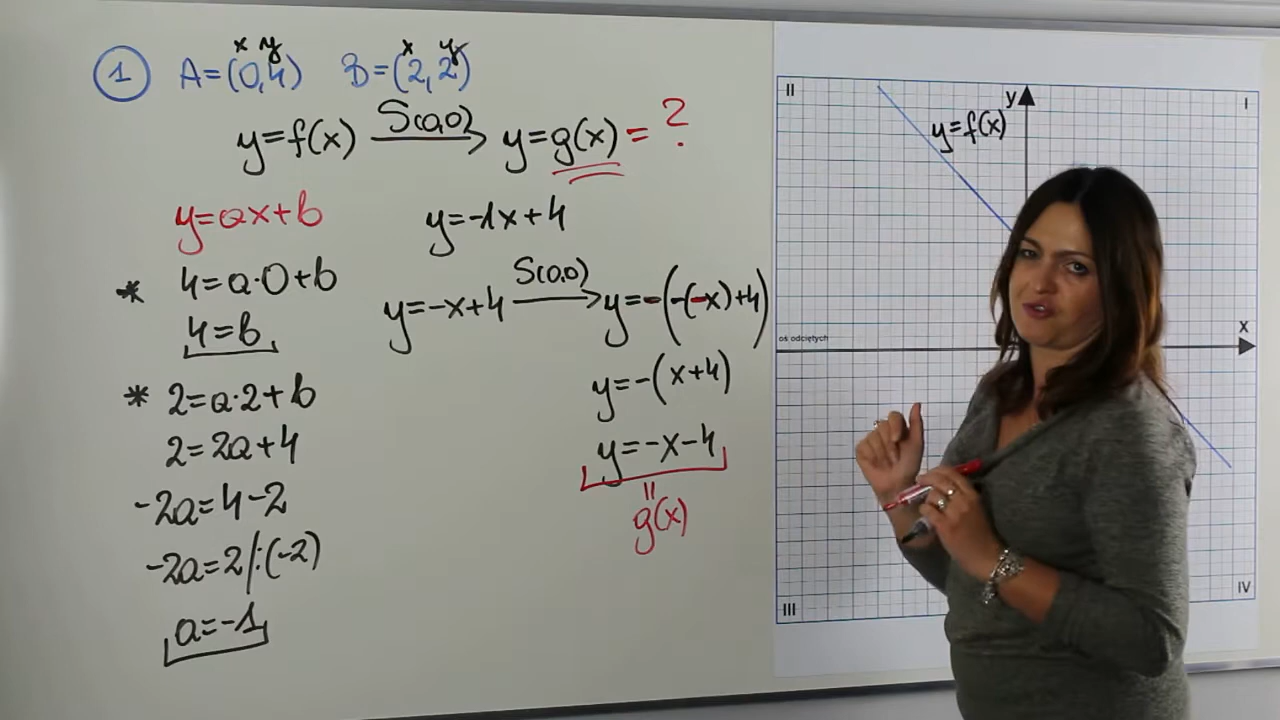 1 A=(0,4) B=(2,2)
x y x y
y=f(x) S(0,0) y=g(x) = ?
y=ax+b
y=-1x+4
* 4=a·0+b
4=b
y=-x+4 S(0,0) y=-(-(-x)+4)
y=-(x+4)
y=-x-4
=
g(x)
* 2=a·2+b
2=2a+4
-2a=4-2
-2a=2/:(-2)
a=-1
II
y
I
y=f(x)
x
oś odciętych
III
IV